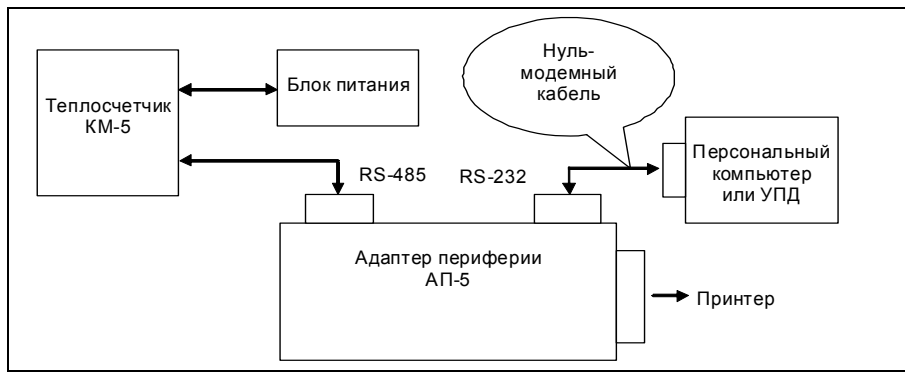 Нуль-
модемный
кабель
Теплосчетчик
КМ-5
Блок питания
Персональный
компьютер
или УПД
RS-485
RS-232
Адаптер периферии
АП-5
Принтер